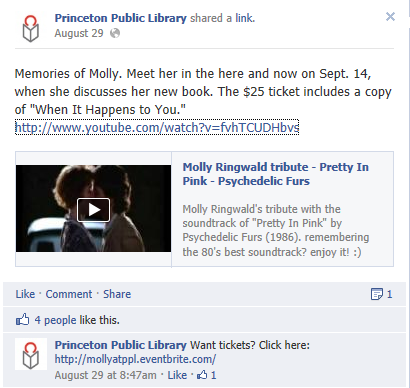 Princeton Public Library shared a link.
August 29
Memories of Molly. Meet her in the here and now on Sept. 14,
when she discusses her new book. The $25 ticket includes a copy
of "When It Happens to You."
http://www.youtube.com/watch?v=fvhTCUDHbvs
Molly Ringwald tribute - Pretty In
Pink - Psychedelic Furs
Molly Ringwald's tribute with the
soundtrack of "Pretty In Pink" by
Psychedelic Furs (1986). remembering
the 80's best soundtrack? enjoy it! :)
Like · Comment · Share 1
4 people like this.
Princeton Public Library Want tickets? Click here:
http://mollyatppl.eventbrite.com/
August 29 at 8:47am · Like · 1